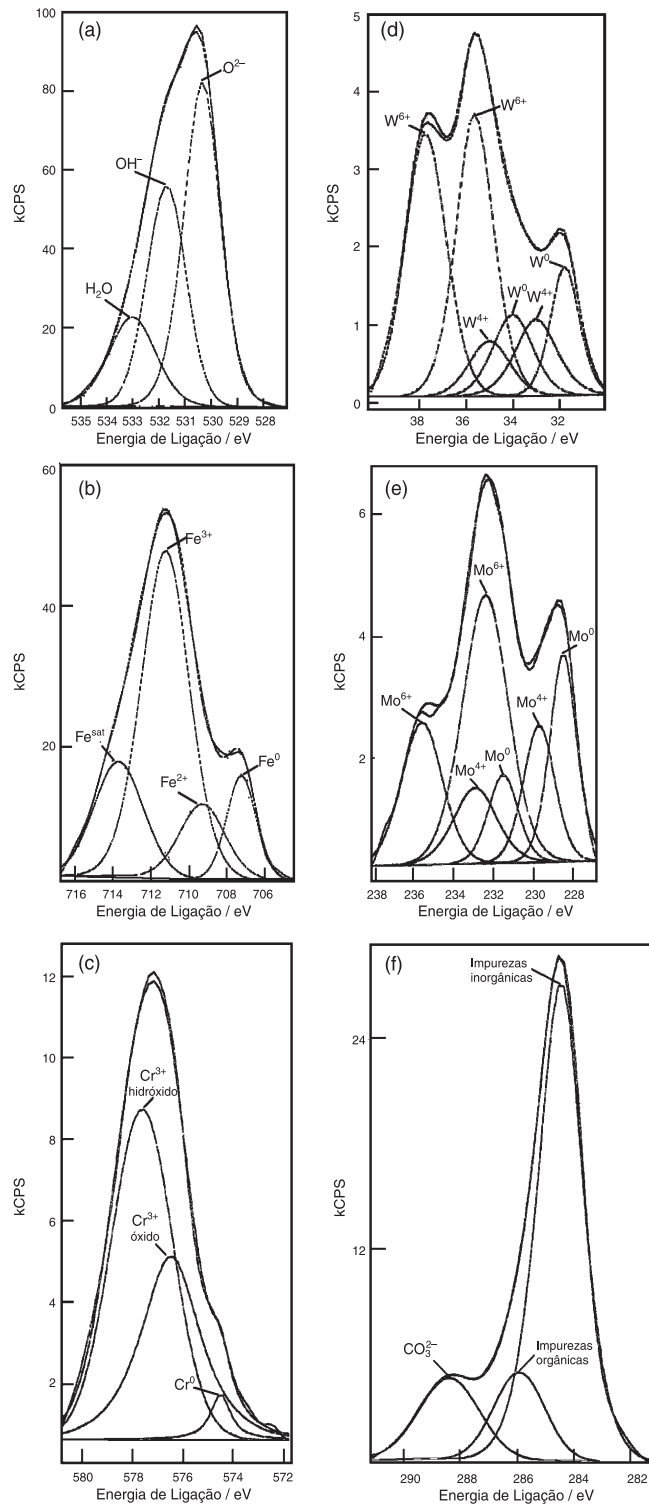 (a)
100
80
60
40
20
0
kCPS
O²⁻
OH⁻
H₂O
535 534 533 532 531 530 529 528
Energia de Ligação / eV
(d)
5
4
3
2
1
0
kCPS
W⁶⁺
W⁶⁺
W⁰
W⁰
W⁴⁺
W⁴⁺
38 36 34 32
Energia de Ligação / eV
(b)
60
40
20
kCPS
Fe³⁺
Feˢᵃᵗ
Fe²⁺
Fe⁰
716 714 712 710 708 706
Energia de Ligação / eV
(e)
6
4
2
kCPS
Mo⁶⁺
Mo⁰
Mo⁶⁺
Mo⁴⁺
Mo⁰
Mo⁴⁺
238 236 234 232 230 228
Energia de Ligação / eV
(c)
12
10
8
6
4
2
kCPS
Cr³⁺
hidróxido
Cr³⁺
óxido
Cr⁰
580 578 576 574 572
Energia de Ligação / eV
(f)
24
12
kCPS
Impurezas
inorgânicas
CO₃²⁻
Impurezas
orgânicas
290 288 286 284 282
Energia de Ligação / eV